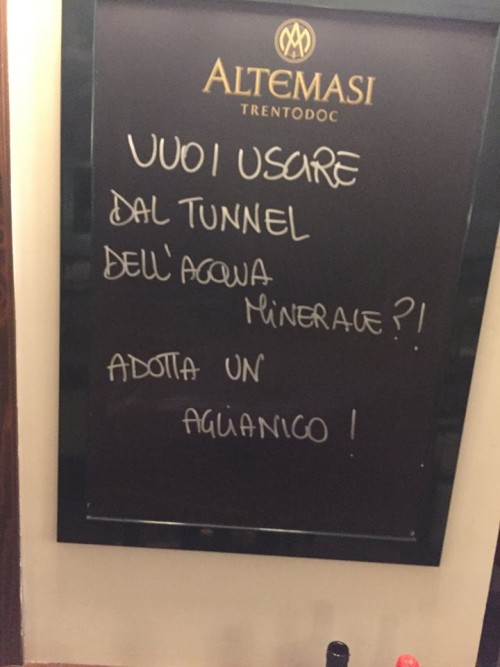 ALTEMASI
TRENTODOC
VUOI USCIRE
DAL TUNNEL
DELL'ACQUA
MINERALE?!
ADOTTA UN
AGLIANICO!